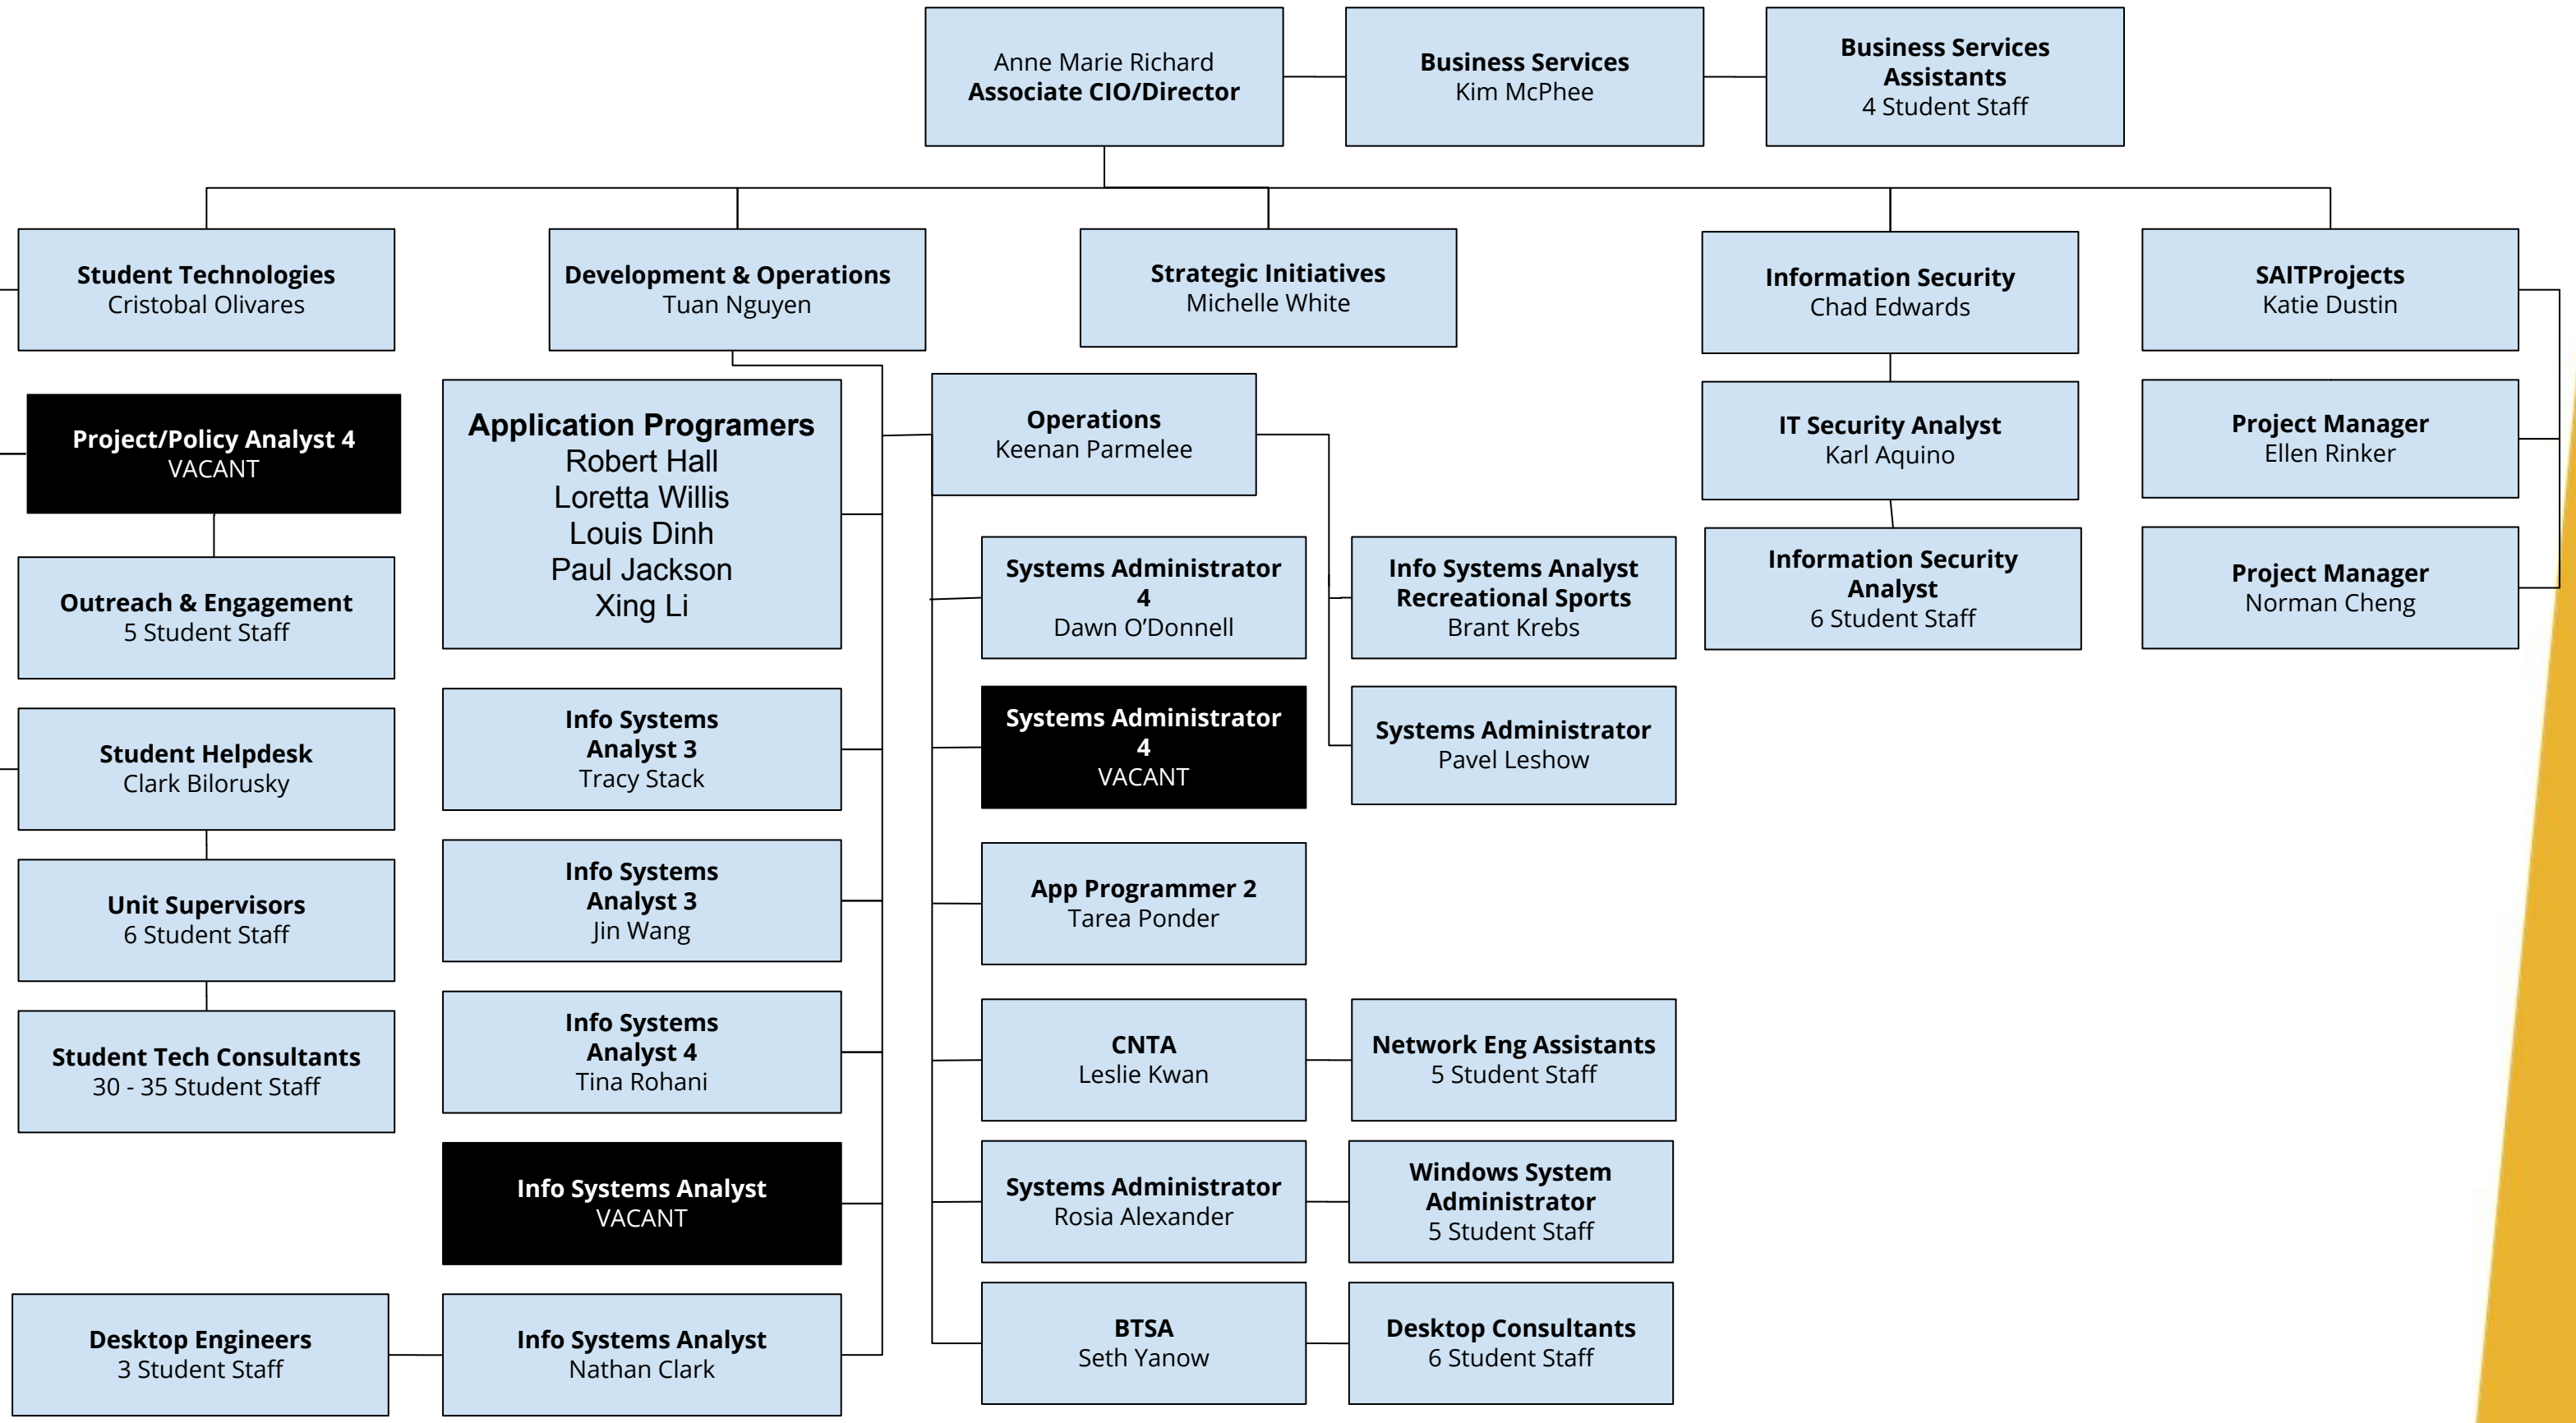 Anne Marie Richard
Associate CIO/Director
Business Services
Kim McPhee
Business Services
Assistants
4 Student Staff
Student Technologies
Cristobal Olivares
Development & Operations
Tuan Nguyen
Strategic Initiatives
Michelle White
Information Security
Chad Edwards
SAITProjects
Katie Dustin
Project/Policy Analyst 4
VACANT
Application Programers
Robert Hall
Loretta Willis
Louis Dinh
Paul Jackson
Xing Li
Operations
Keenan Parmelee
IT Security Analyst
Karl Aquino
Project Manager
Ellen Rinker
Outreach & Engagement
5 Student Staff
Systems Administrator
4
Dawn O’Donnell
Info Systems Analyst
Recreational Sports
Brant Krebs
Information Security
Analyst
6 Student Staff
Project Manager
Norman Cheng
Student Helpdesk
Clark Bilorusky
Info Systems
Analyst 3
Tracy Stack
Systems Administrator
4
VACANT
Systems Administrator
Pavel Leshow
Unit Supervisors
6 Student Staff
Info Systems
Analyst 3
Jin Wang
App Programmer 2
Tarea Ponder
Student Tech Consultants
30 - 35 Student Staff
Info Systems
Analyst 4
Tina Rohani
CNTA
Leslie Kwan
Network Eng Assistants
5 Student Staff
Info Systems Analyst
VACANT
Systems Administrator
Rosia Alexander
Windows System
Administrator
5 Student Staff
Desktop Engineers
3 Student Staff
Info Systems Analyst
Nathan Clark
BTSA
Seth Yanow
Desktop Consultants
6 Student Staff